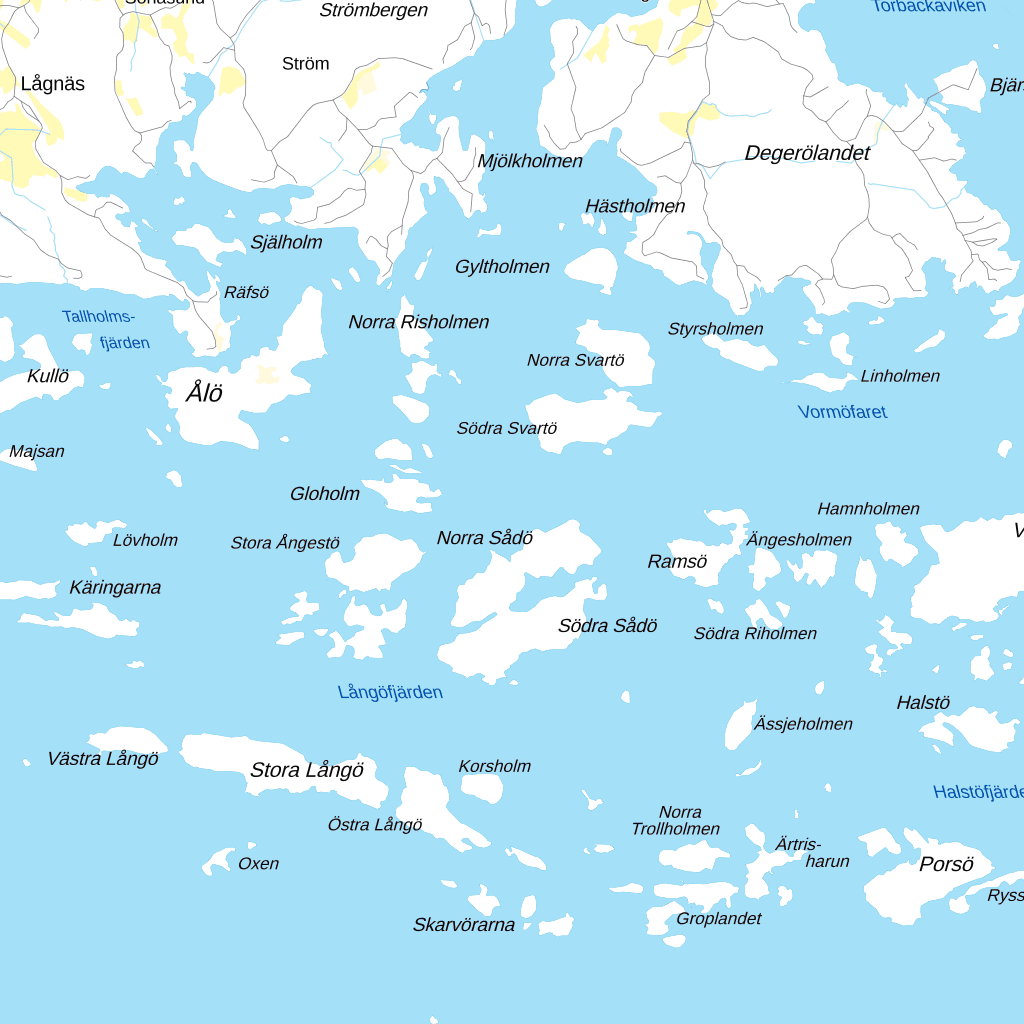 Strömbergen
Torbackaviken
Ström
Lågnäs
Degerölandet
Mjölkholmen
Hästholmen
Själholm
Gyltholmen
Räfsö
Tallholms-
fjärden
Norra Risholmen
Styrsholmen
Norra Svartö
Kullö
Linholmen
Ålö
Vormöfaret
Södra Svartö
Majsan
Gloholm
Hamnholmen
Lövholm
Stora Ångestö
Norra Sådö
Ängesholmen
Ramsö
Käringarna
Södra Sådö
Södra Riholmen
Långöfjärden
Halstö
Ässjeholmen
Västra Långö
Stora Långö
Korsholm
Östra Långö
Norra
Trollholmen
Ärtris-
harun
Oxen
Porsö
Skarvörarna
Groplandet